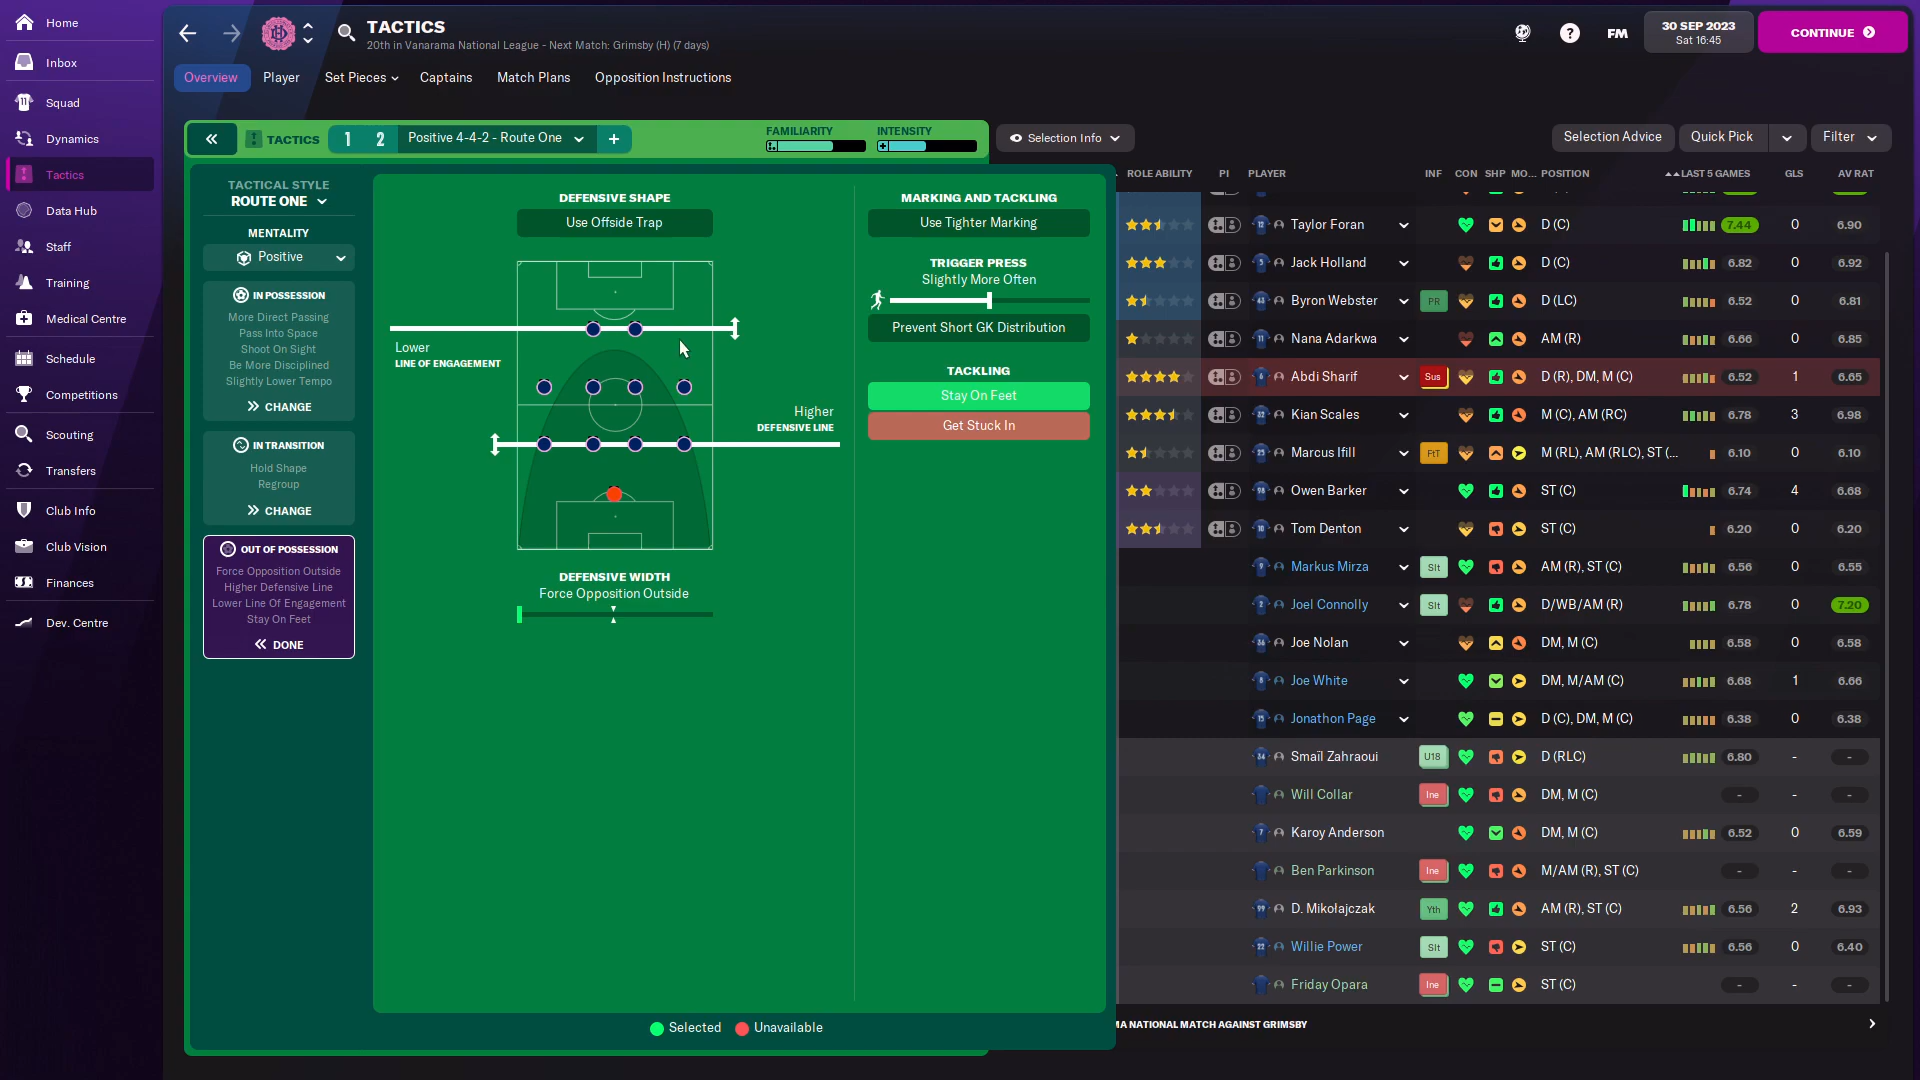 Home
Inbox
Squad
Dynamics
Tactics
Data Hub
Staff
Training
Medical Centre
Schedule
Competitions
Scouting
Transfers
Club Info
Club Vision
Finances
Dev. Centre
TACTICS
20th in Vanarama National League - Next Match: Grimsby (H) (7 days)
FM
30 SEP 2023
Sat 16:45
CONTINUE
Overview Player Set Pieces Captains Match Plans Opposition Instructions
TACTICS 1 2 Positive 4-4-2 - Route One +
FAMILIARITY
INTENSITY
Selection Info
Selection Advice
Quick Pick
Filter
TACTICAL STYLE
ROUTE ONE
MENTALITY
Positive
IN POSSESSION
More Direct Passing
Pass Into Space
Shoot On Sight
Be More Disciplined
Slightly Lower Tempo
CHANGE
IN TRANSITION
Hold Shape
Regroup
CHANGE
OUT OF POSSESSION
Force Opposition Outside
Higher Defensive Line
Lower Line Of Engagement
Stay On Feet
DONE
DEFENSIVE SHAPE
Use Offside Trap
Lower
LINE OF ENGAGEMENT
Higher
DEFENSIVE LINE
DEFENSIVE WIDTH
Force Opposition Outside
MARKING AND TACKLING
Use Tighter Marking
TRIGGER PRESS
Slightly More Often
Prevent Short GK Distribution
TACKLING
Stay On Feet
Get Stuck In
Selected
Unavailable
ROLE ABILITY PI PLAYER INF CON SHP MO... POSITION LAST 5 GAMES GLS AV RAT
Taylor Foran D (C) 7.44 0 6.90
Jack Holland D (C) 6.82 0 6.92
Byron Webster PR D (LC) 6.52 0 6.81
Nana Adarkwa AM (R) 6.66 0 6.85
Abdi Sharif Sus D (R), DM, M (C) 6.52 1 6.65
Kian Scales M (C), AM (RC) 6.78 3 6.98
Marcus Ifill FtT M (RL), AM (RLC), ST (... 6.10 0 6.10
Owen Barker ST (C) 6.74 4 6.68
Tom Denton ST (C) 6.20 0 6.20
Markus Mirza Slt AM (R), ST (C) 6.56 0 6.55
Joel Connolly Slt D/WB/AM (R) 6.78 0 7.20
Joe Nolan DM, M (C) 6.58 0 6.58
Joe White DM, M/AM (C) 6.68 1 6.66
Jonathon Page D (C), DM, M (C) 6.38 0 6.38
Smaïl Zahraoui U18 D (RLC) 6.80 - -
Will Collar Ine DM, M (C) - - -
Karoy Anderson DM, M (C) 6.52 0 6.59
Ben Parkinson Ine M/AM (R), ST (C) - - -
D. Mikołajczak Yth AM (R), ST (C) 6.56 2 6.93
Willie Power Slt ST (C) 6.56 0 6.40
Friday Opara Ine ST (C) - - -
MA NATIONAL MATCH AGAINST GRIMSBY